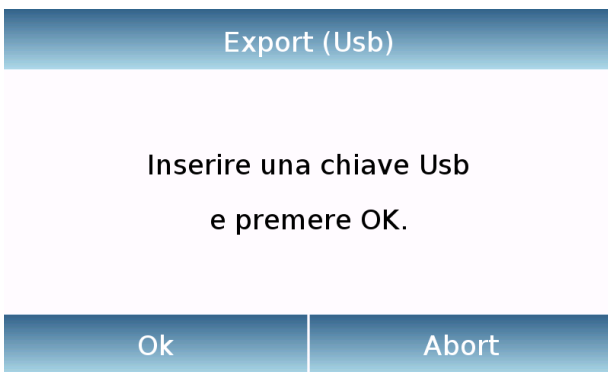 Export (Usb)
Inserire una chiave Usb
e premere OK.
Ok
Abort